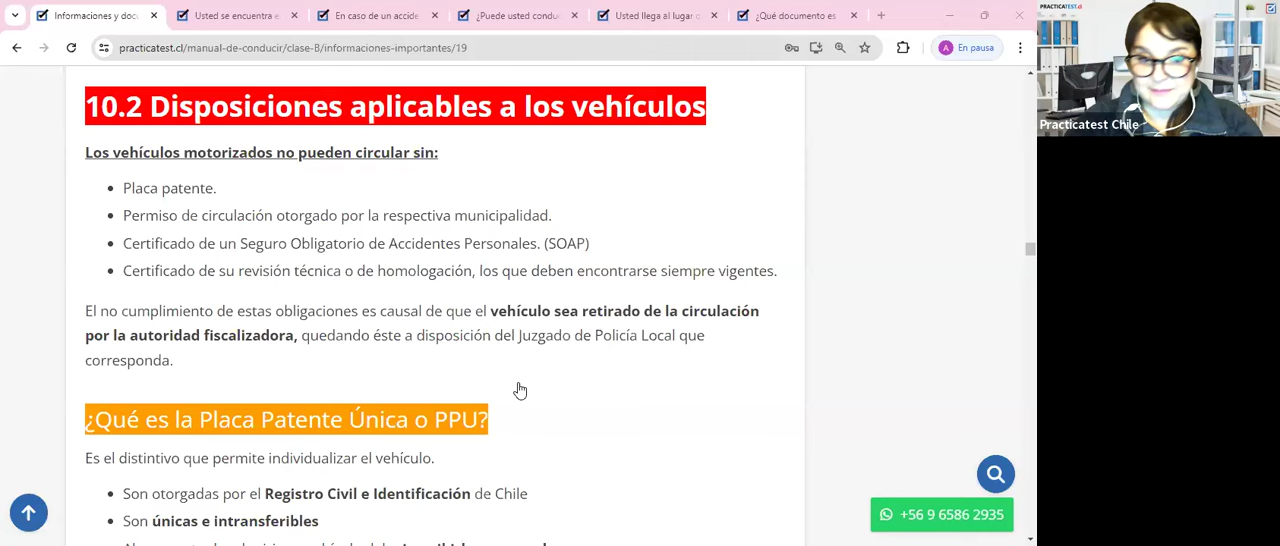 Informaciones y docum
Usted se encuentra e
En caso de un accide
¿Puede usted condu
Usted llega al lugar o
¿Qué documento es
practicatest.cl/manual-de-conducir/clase-B/informaciones-importantes/19
A En pausa
PRACTICATEST.cl
Practicatest Chile
10.2 Disposiciones aplicables a los vehículos
Los vehículos motorizados no pueden circular sin:
• Placa patente.
• Permiso de circulación otorgado por la respectiva municipalidad.
• Certificado de un Seguro Obligatorio de Accidentes Personales. (SOAP)
• Certificado de su revisión técnica o de homologación, los que deben encontrarse siempre vigentes.
El no cumplimiento de estas obligaciones es causal de que el vehículo sea retirado de la circulación
por la autoridad fiscalizadora, quedando éste a disposición del Juzgado de Policía Local que
corresponda.
¿Qué es la Placa Patente Única o PPU?
Es el distintivo que permite individualizar el vehículo.
• Son otorgadas por el Registro Civil e Identificación de Chile
• Son únicas e intransferibles
+56 9 6586 2935